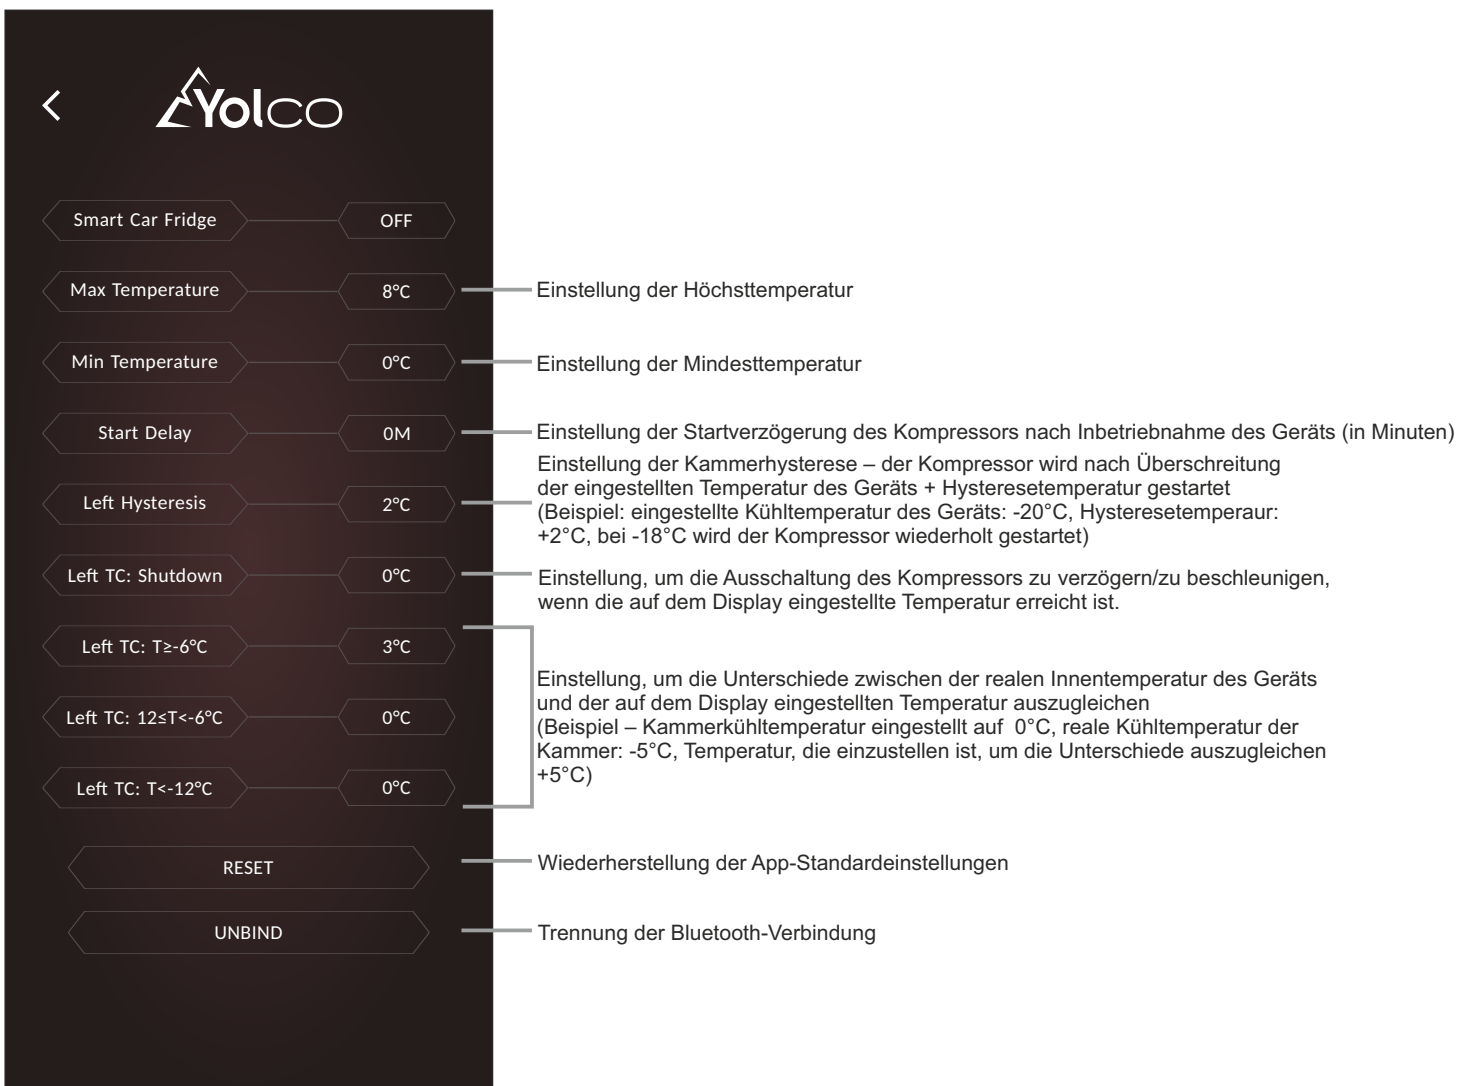 Yolco
Smart Car Fridge OFF
Max Temperature 8°C Einstellung der Höchsttemperatur
Min Temperature 0°C Einstellung der Mindesttemperatur
Start Delay 0M Einstellung der Startverzögerung des Kompressors nach Inbetriebnahme des Geräts (in Minuten)
Left Hysteresis 2°C
Einstellung der Kammerhysterese – der Kompressor wird nach Überschreitung
der eingestellten Temperatur des Geräts + Hysteresetemperatur gestartet
(Beispiel: eingestellte Kühltemperatur des Geräts: -20°C, Hysteresetemperaur:
+2°C, bei -18°C wird der Kompressor wiederholt gestartet)
Left TC: Shutdown 0°C
Einstellung, um die Ausschaltung des Kompressors zu verzögern/zu beschleunigen,
wenn die auf dem Display eingestellte Temperatur erreicht ist.
Left TC: T≥-6°C 3°C
Left TC: 12≤T<-6°C 0°C
Left TC: T<-12°C 0°C
Einstellung, um die Unterschiede zwischen der realen Innentemperatur des Geräts
und der auf dem Display eingestellten Temperatur auszugleichen
(Beispiel – Kammerkühltemperatur eingestellt auf 0°C, reale Kühltemperatur der
Kammer: -5°C, Temperatur, die einzustellen ist, um die Unterschiede auszugleichen
+5°C)
RESET Wiederherstellung der App-Standardeinstellungen
UNBIND Trennung der Bluetooth-Verbindung